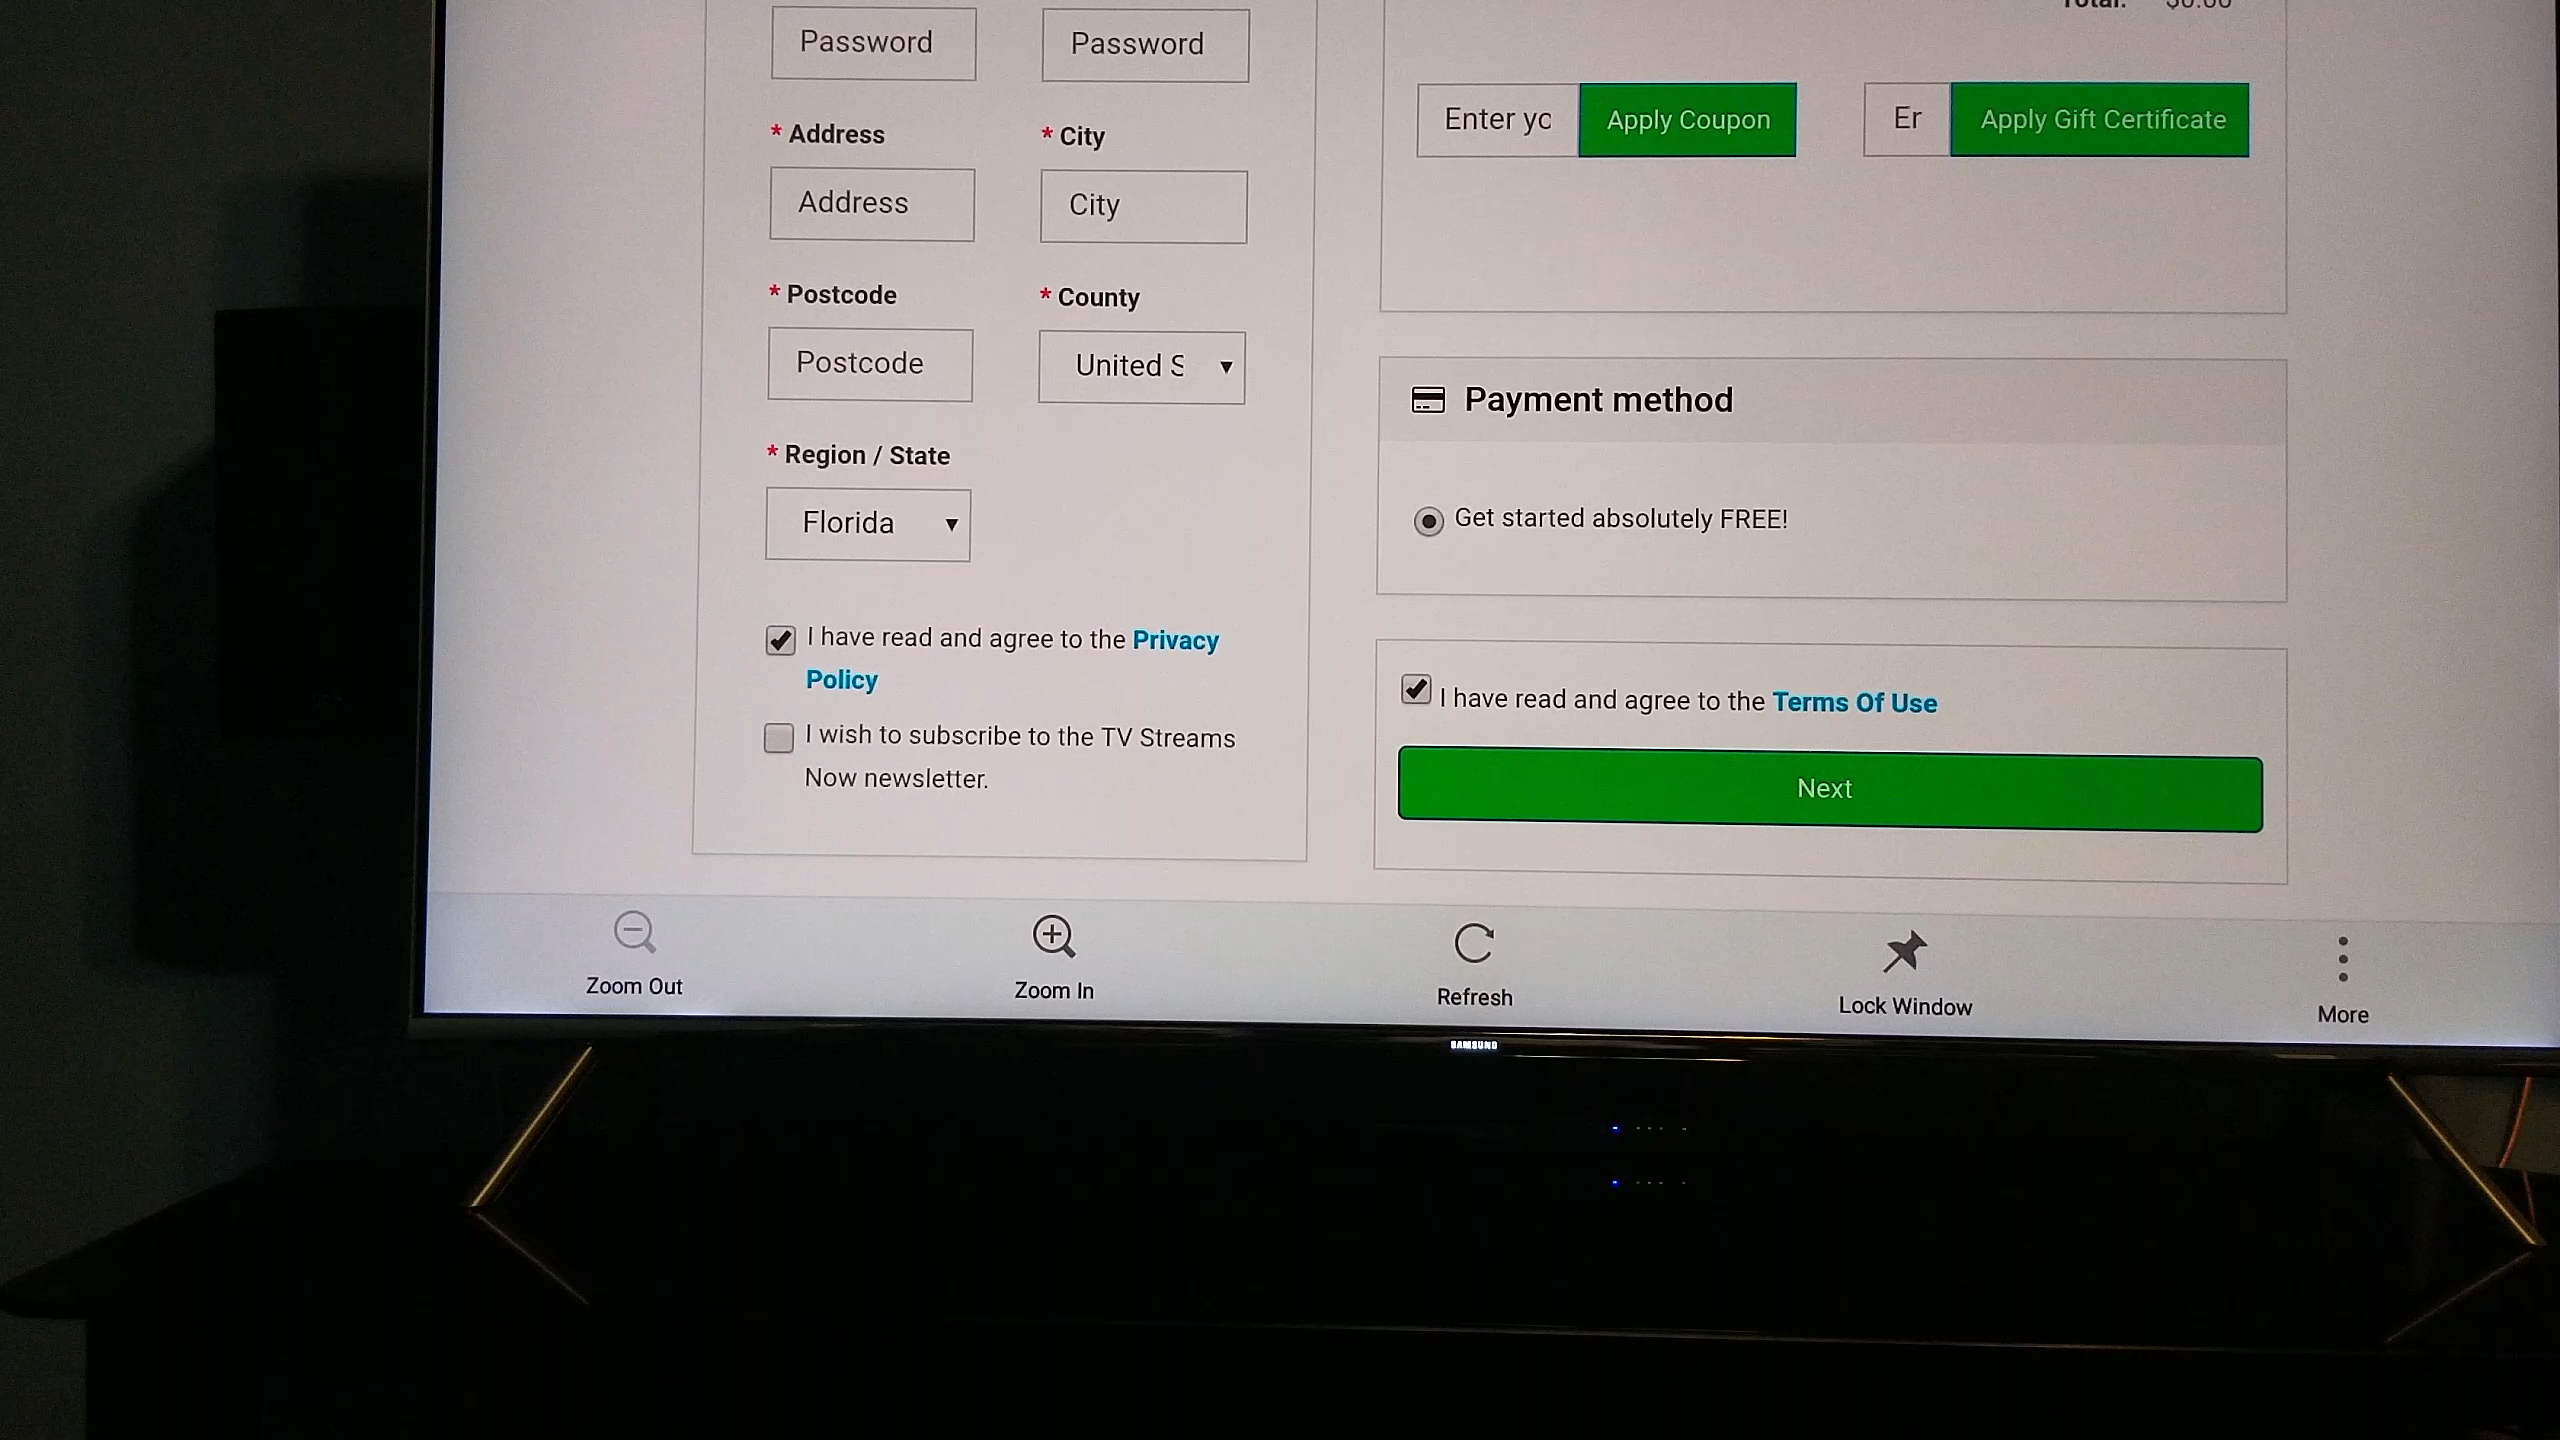 Password Password
* Address * City
Address City
* Postcode * County
Postcode United S
* Region / State
Florida
I have read and agree to the Privacy
Policy
I wish to subscribe to the TV Streams
Now newsletter.
Total: $0.00
Enter yo Apply Coupon Er Apply Gift Certificate
Payment method
Get started absolutely FREE!
I have read and agree to the Terms Of Use
Next
Zoom Out Zoom In Refresh Lock Window More
SAMSUNG